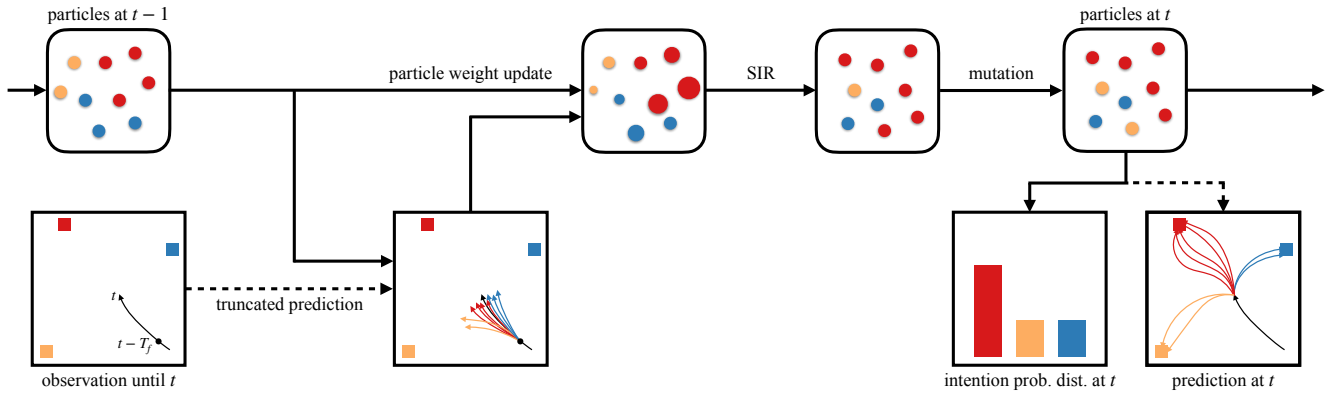 particles at t − 1
particles at t
particle weight update
SIR
mutation
t
t − T_f
truncated prediction
observation until t
intention prob. dist. at t
prediction at t